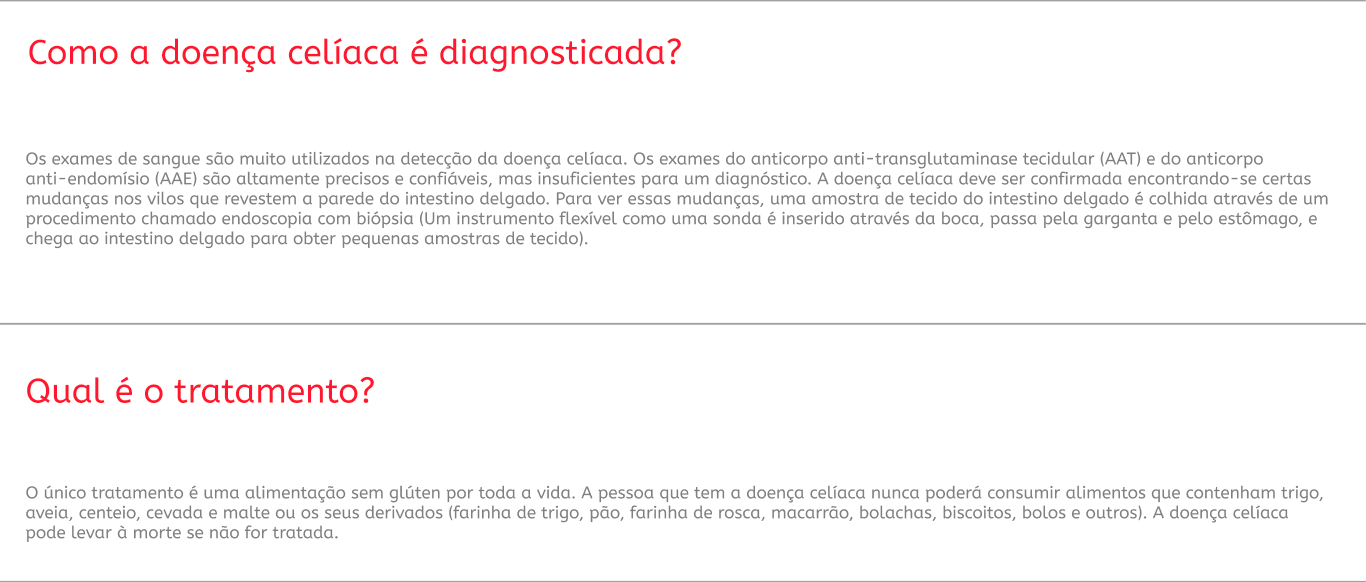 Como a doença celíaca é diagnosticada?
Os exames de sangue são muito utilizados na detecção da doença celíaca. Os exames do anticorpo anti-transglutaminase tecidular (AAT) e do anticorpo
anti-endomísio (AAE) são altamente precisos e confiáveis, mas insuficientes para um diagnóstico. A doença celíaca deve ser confirmada encontrando-se certas
mudanças nos vilos que revestem a parede do intestino delgado. Para ver essas mudanças, uma amostra de tecido do intestino delgado é colhida através de um
procedimento chamado endoscopia com biópsia (Um instrumento flexível como uma sonda é inserido através da boca, passa pela garganta e pelo estômago, e
chega ao intestino delgado para obter pequenas amostras de tecido).
Qual é o tratamento?
O único tratamento é uma alimentação sem glúten por toda a vida. A pessoa que tem a doença celíaca nunca poderá consumir alimentos que contenham trigo,
aveia, centeio, cevada e malte ou os seus derivados (farinha de trigo, pão, farinha de rosca, macarrão, bolachas, biscoitos, bolos e outros). A doença celíaca
pode levar à morte se não for tratada.